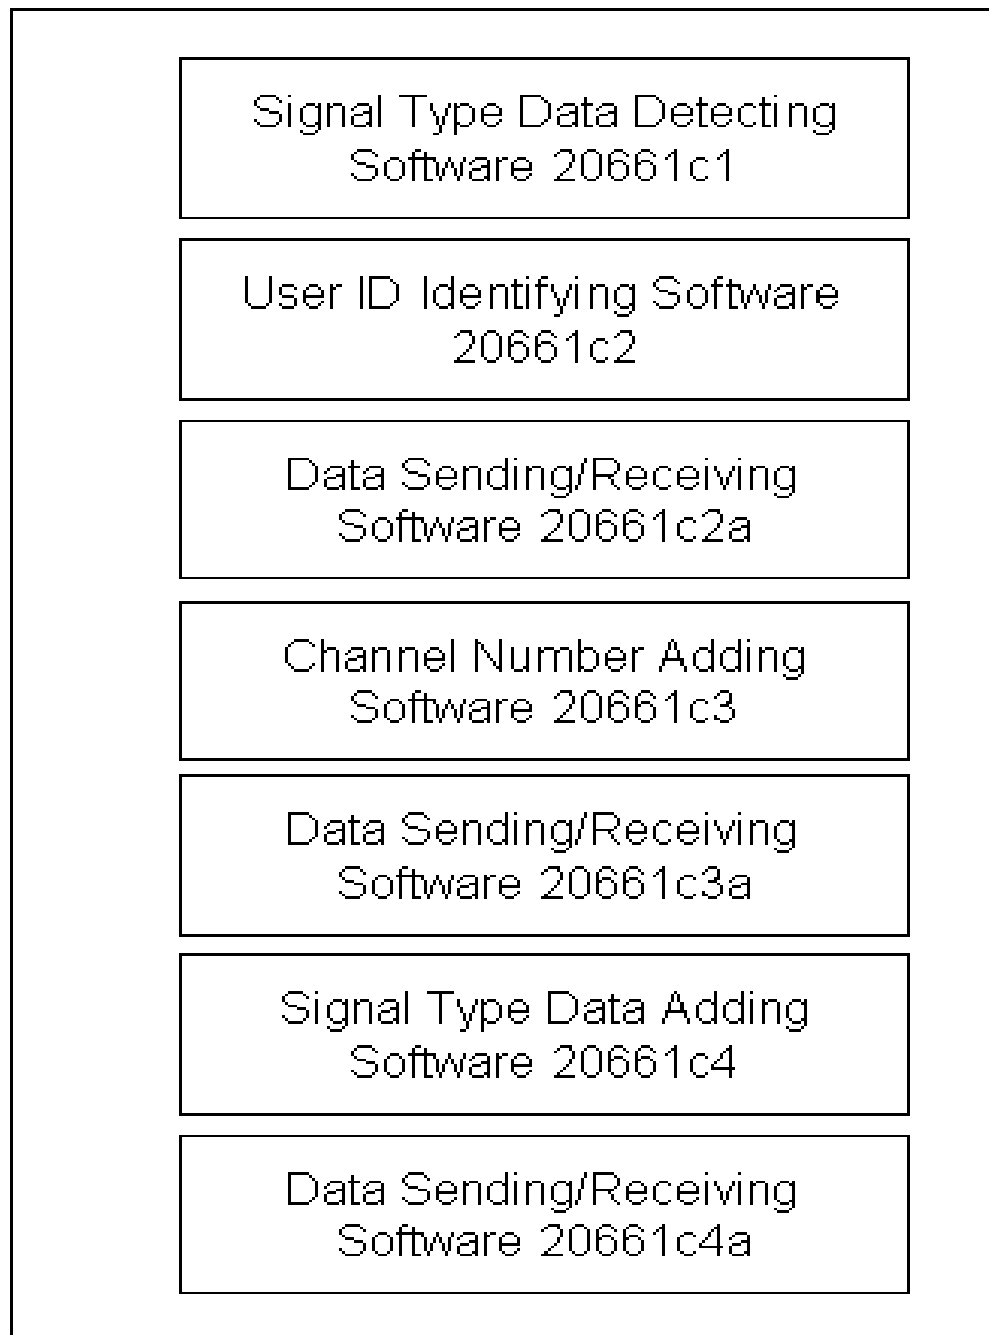 Signal Type Data Detecting
Software 20661c1
User ID Identifying Software
20661c2
Data Sending/Receiving
Software 20661c2a
Channel Number Adding
Software 20661c3
Data Sending/Receiving
Software 20661c3a
Signal Type Data Adding
Software 20661c4
Data Sending/Receiving
Software 20661c4a